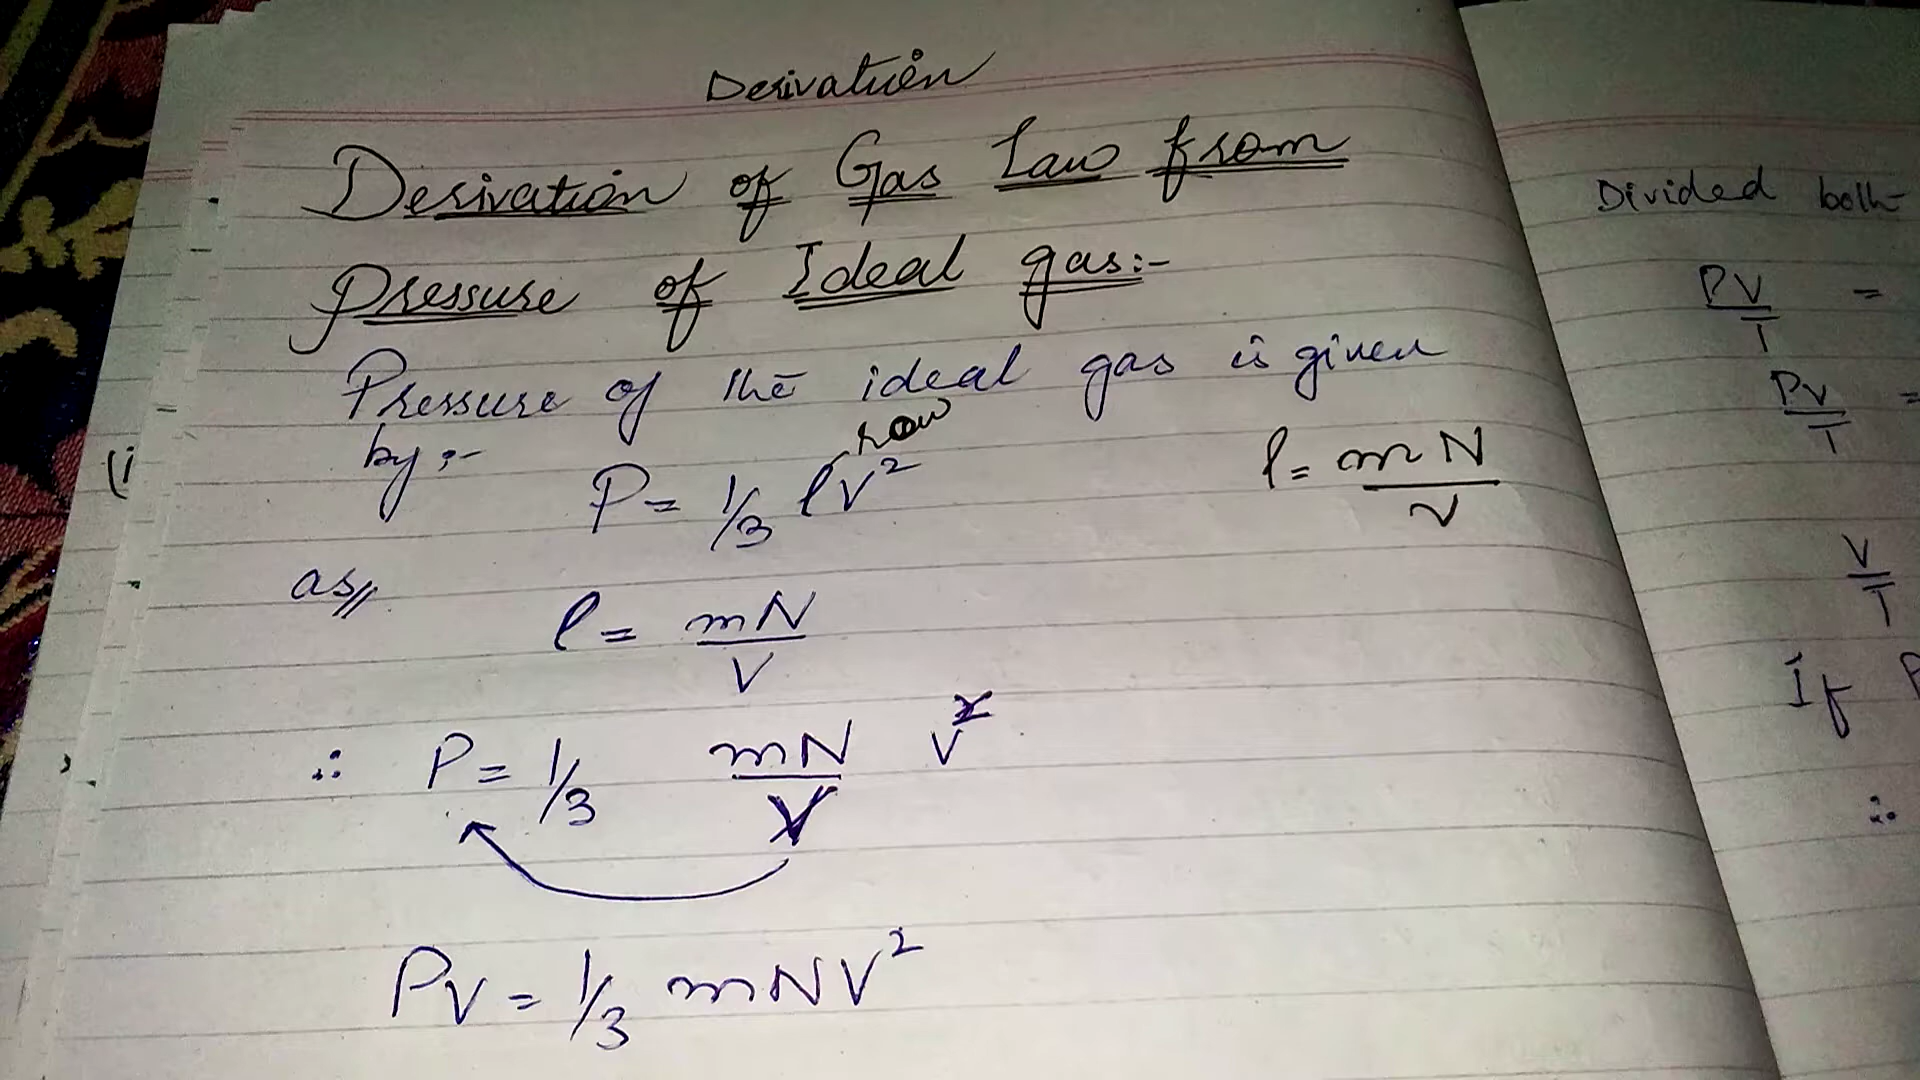 Derivation
Derivation of Gas Law from
Pressure of Ideal gas:-
Pressure of the ideal gas is given
by:-
row
P = 1/3 ρV²
ρ = mN/V
as,,
ρ = mN/V
∴ P = 1/3 mN/V V²
PV = 1/3 mNV²
(i
Divided both
PV/T =
PV/T =
V/T
If P
∴